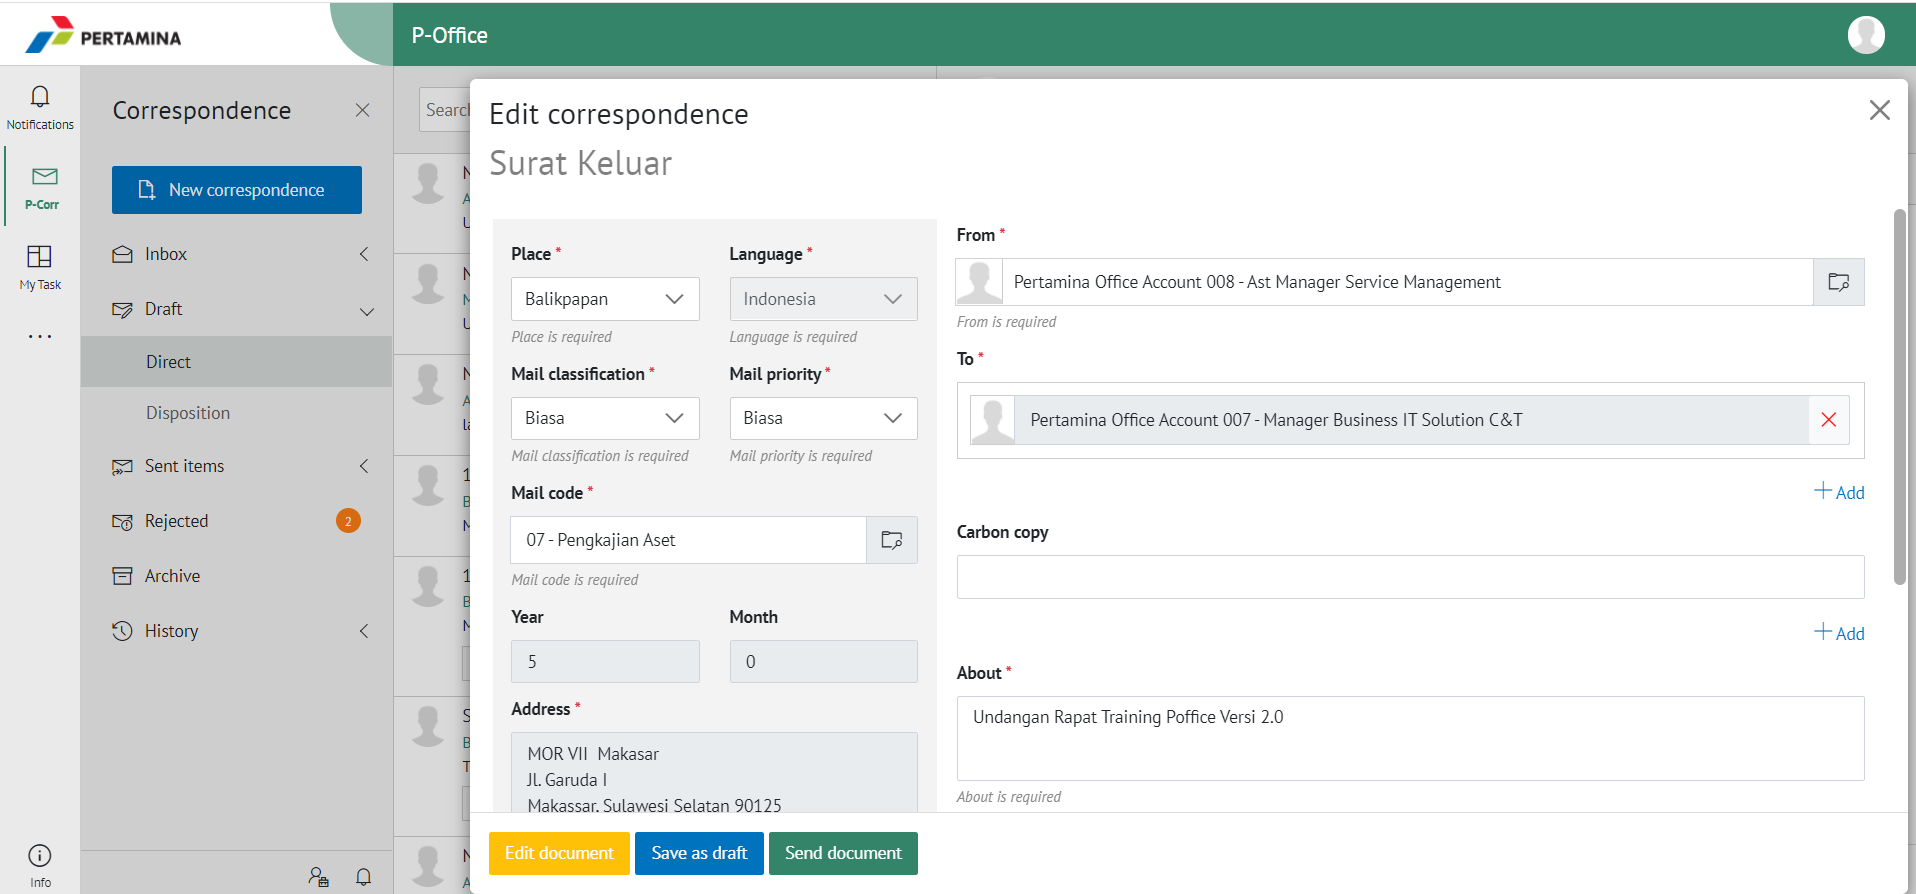 PERTAMINA
P-Office
Notifications
P-Corr
My Task
Info
Correspondence
New correspondence
Inbox
Draft
Direct
Disposition
Sent items
Rejected
2
Archive
History
Edit correspondence
Surat Keluar
Place *
Language *
Balikpapan
Indonesia
Place is required
Language is required
Mail classification *
Mail priority *
Biasa
Biasa
Mail classification is required
Mail priority is required
Mail code *
07 - Pengkajian Aset
Mail code is required
Year
Month
5
0
Address *
MOR VII Makasar
Jl. Garuda I
Makassar, Sulawesi Selatan 90125
From *
Pertamina Office Account 008 - Ast Manager Service Management
From is required
To *
Pertamina Office Account 007 - Manager Business IT Solution C&T
Add
Carbon copy
Add
About *
Undangan Rapat Training Poffice Versi 2.0
About is required
Edit document
Save as draft
Send document